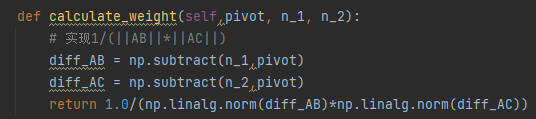 def calculate_weight(self,pivot, n_1, n_2):
# 实现1/(||AB||*||AC||)
diff_AB = np.subtract(n_1,pivot)
diff_AC = np.subtract(n_2,pivot)
return 1.0/(np.linalg.norm(diff_AB)*np.linalg.norm(diff_AC))